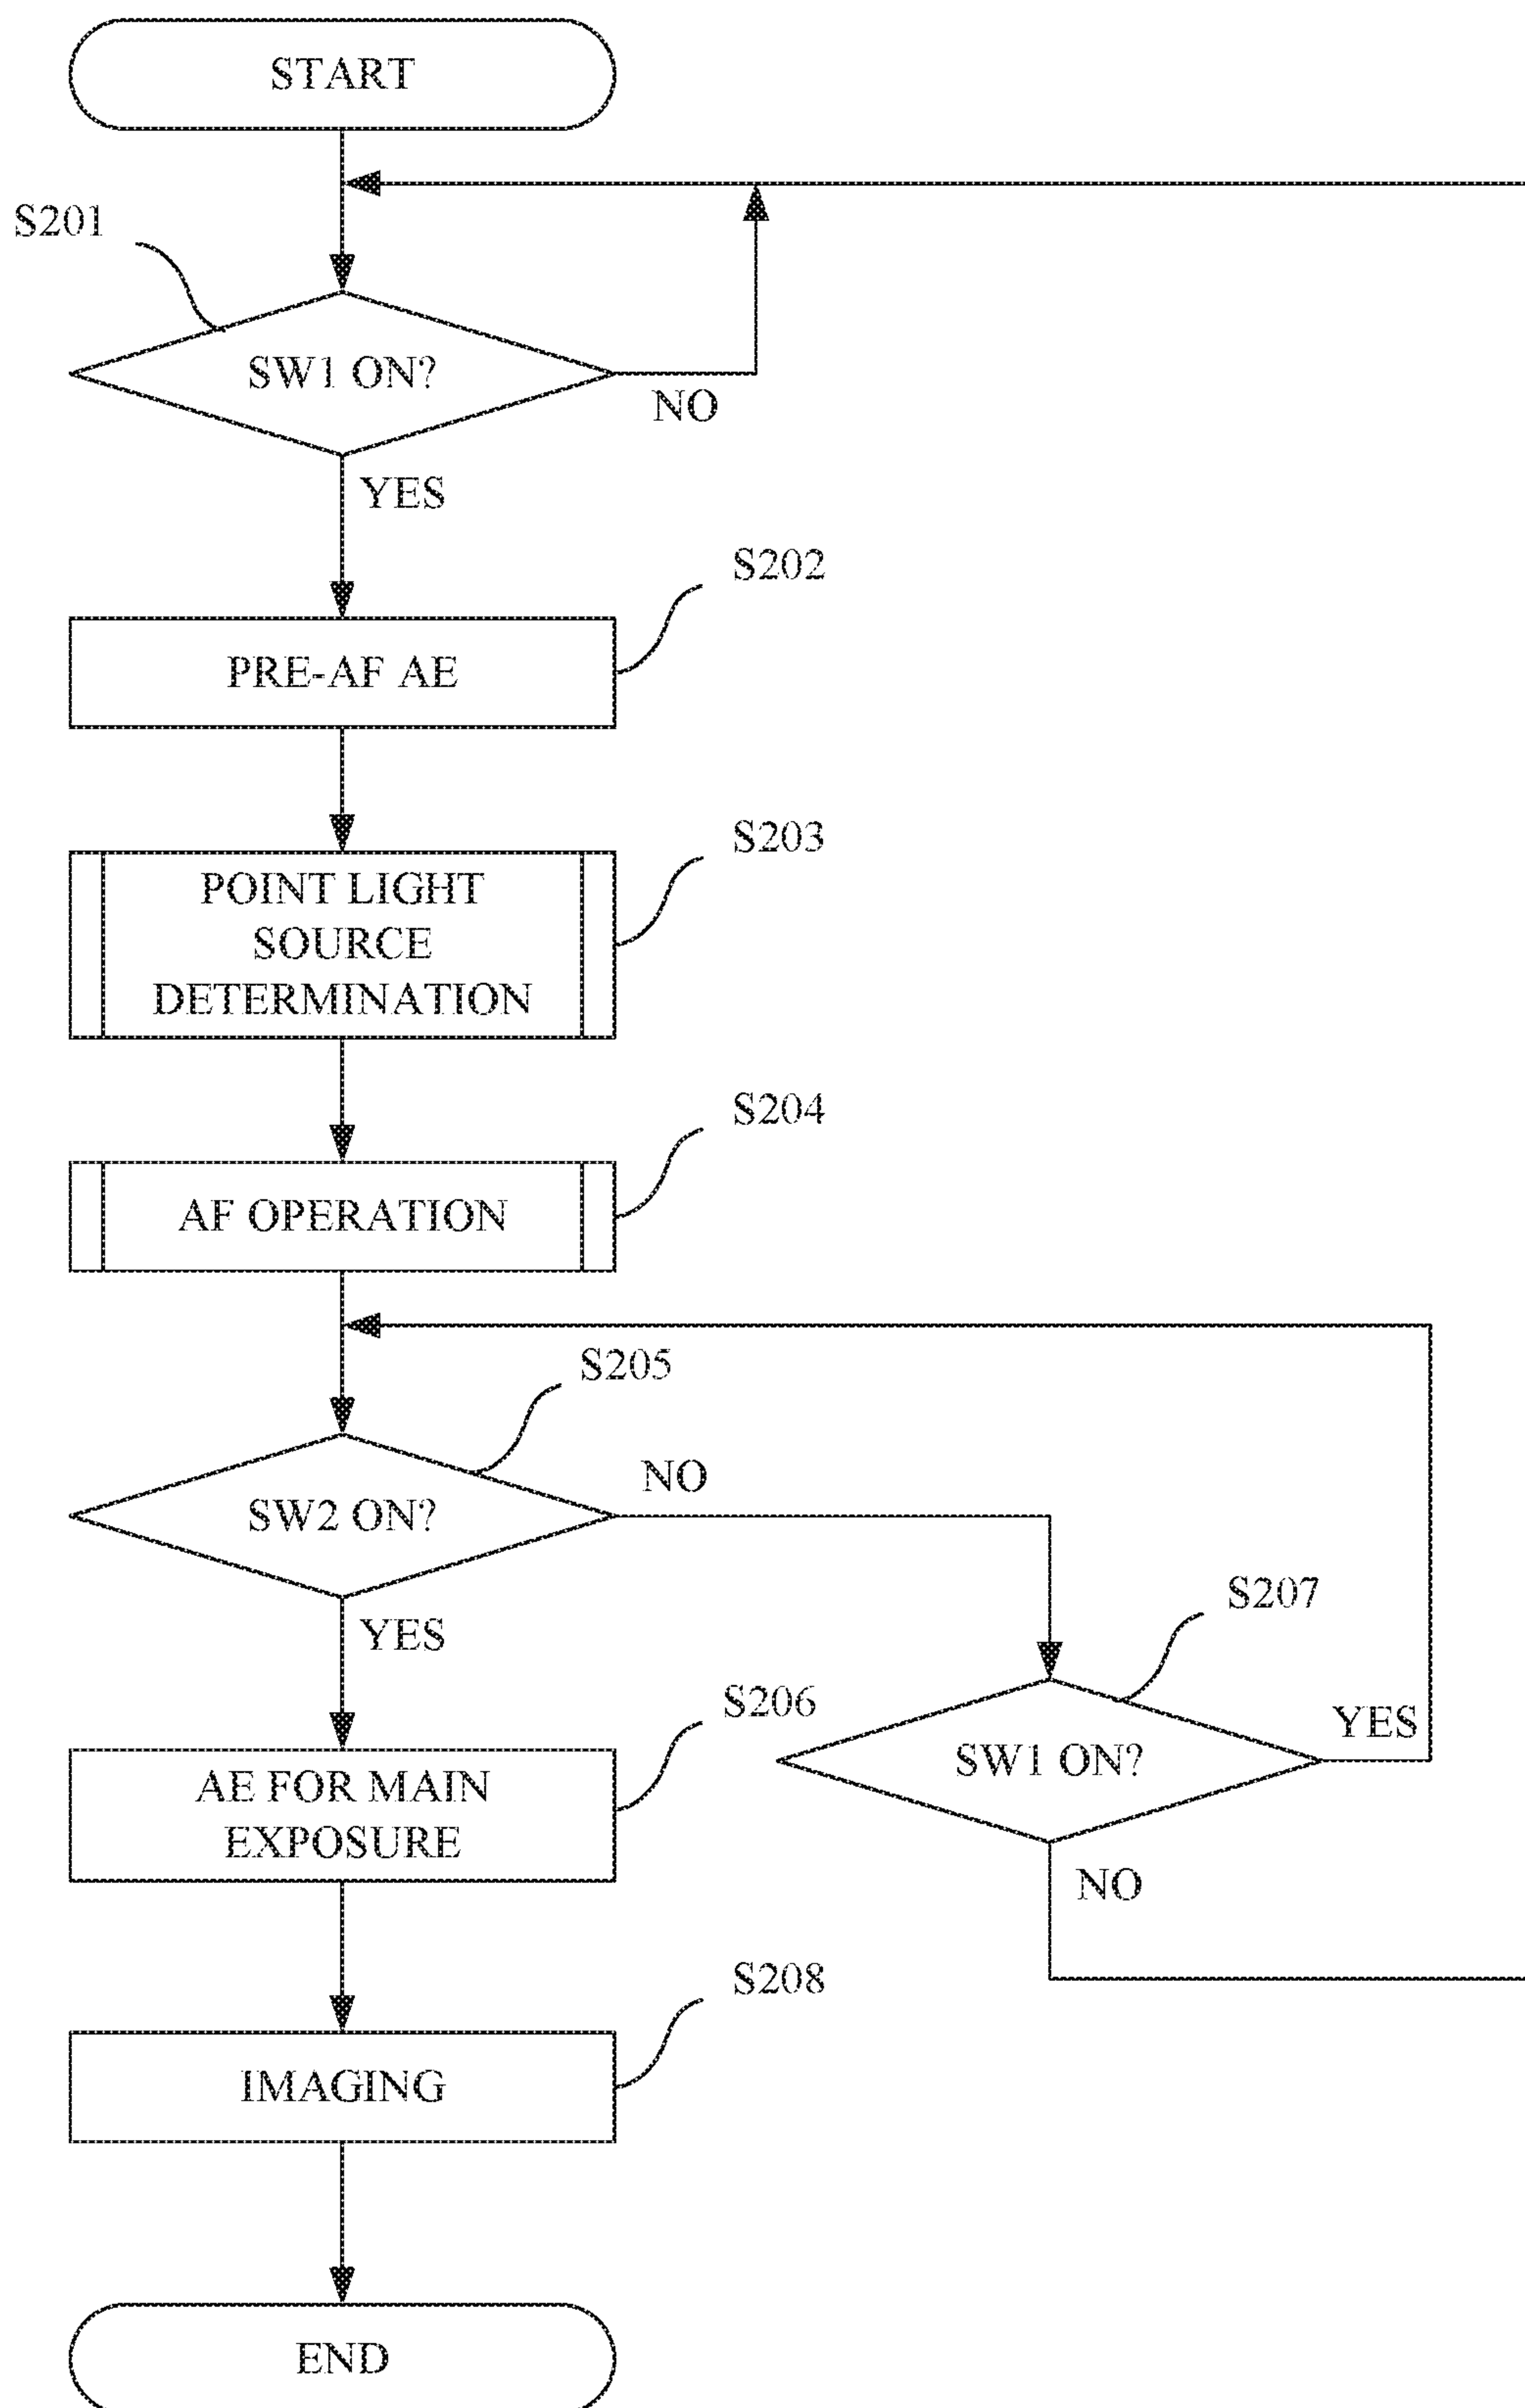 START
S201
SW1 ON?
NO
YES
S202
PRE-AF AE
S203
POINT LIGHT
SOURCE
DETERMINATION
S204
AF OPERATION
S205
SW2 ON?
NO
YES
S207
SW1 ON?
YES
NO
S206
AE FOR MAIN
EXPOSURE
S208
IMAGING
END